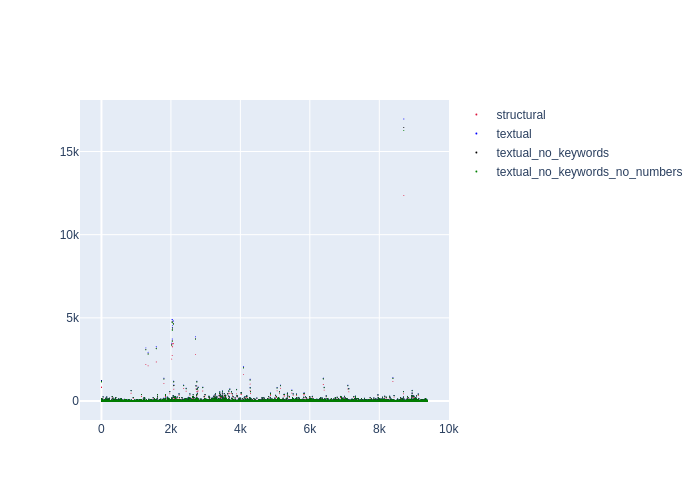 structural
textual
textual_no_keywords
textual_no_keywords_no_numbers
15k
10k
5k
0
0 2k 4k 6k 8k 10k